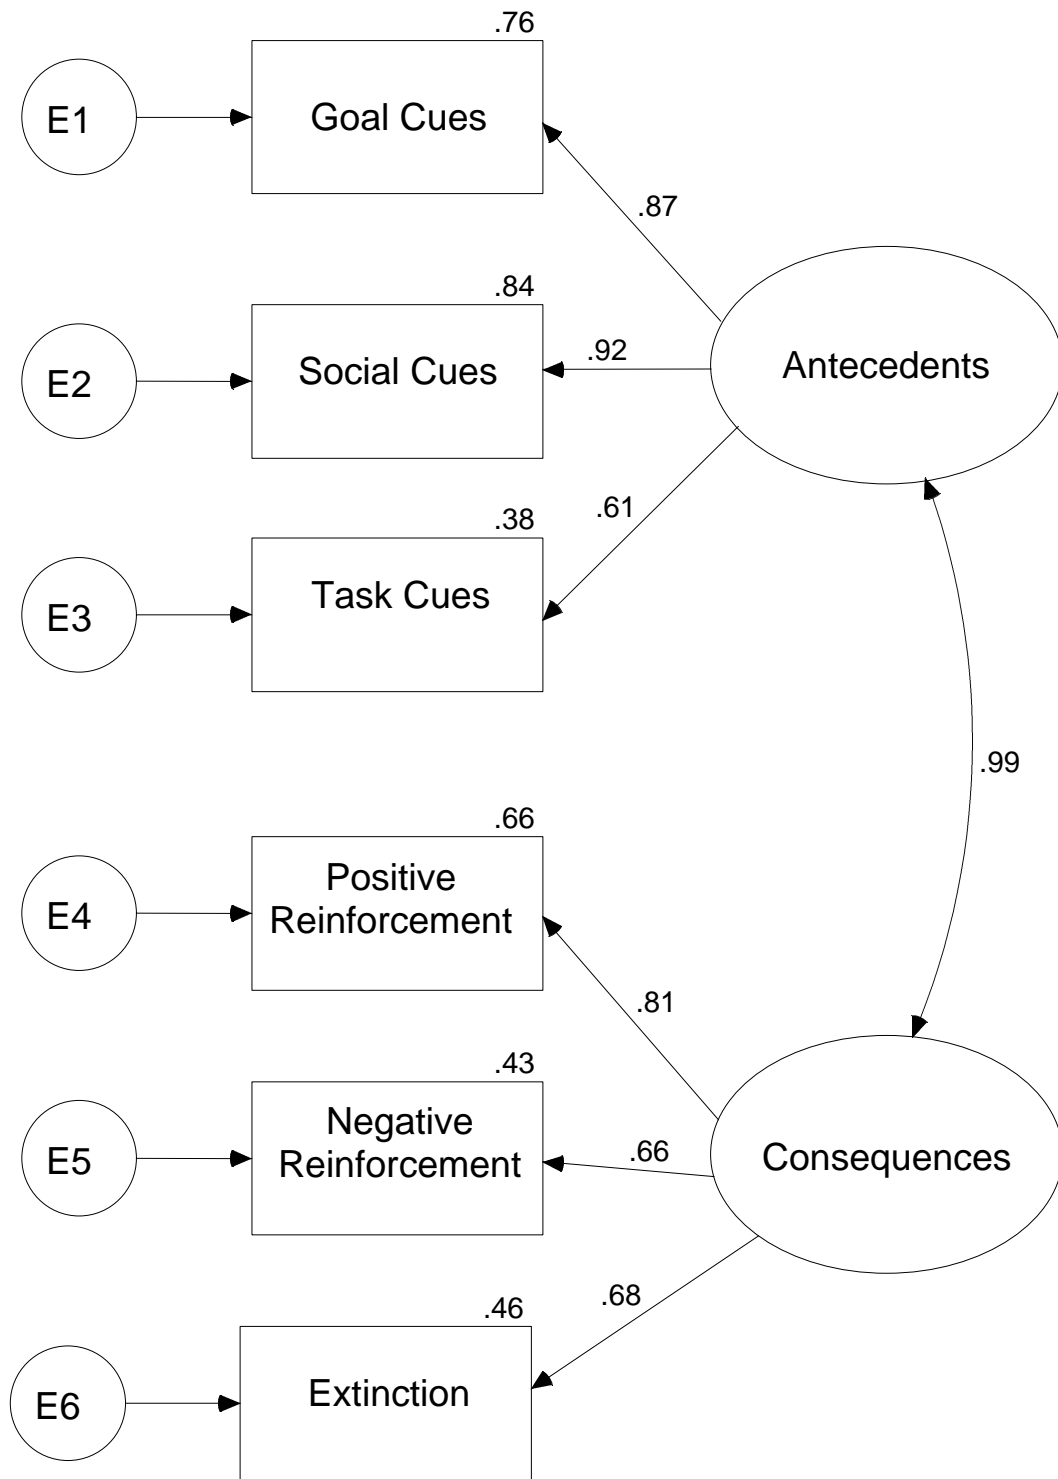 .76
E1
Goal Cues
.87
.84
E2
Social Cues
.92
Antecedents
.38
.61
E3
Task Cues
.99
.66
E4
Positive
Reinforcement
.81
.43
E5
Negative
Reinforcement
.66
Consequences
.46
.68
E6
Extinction